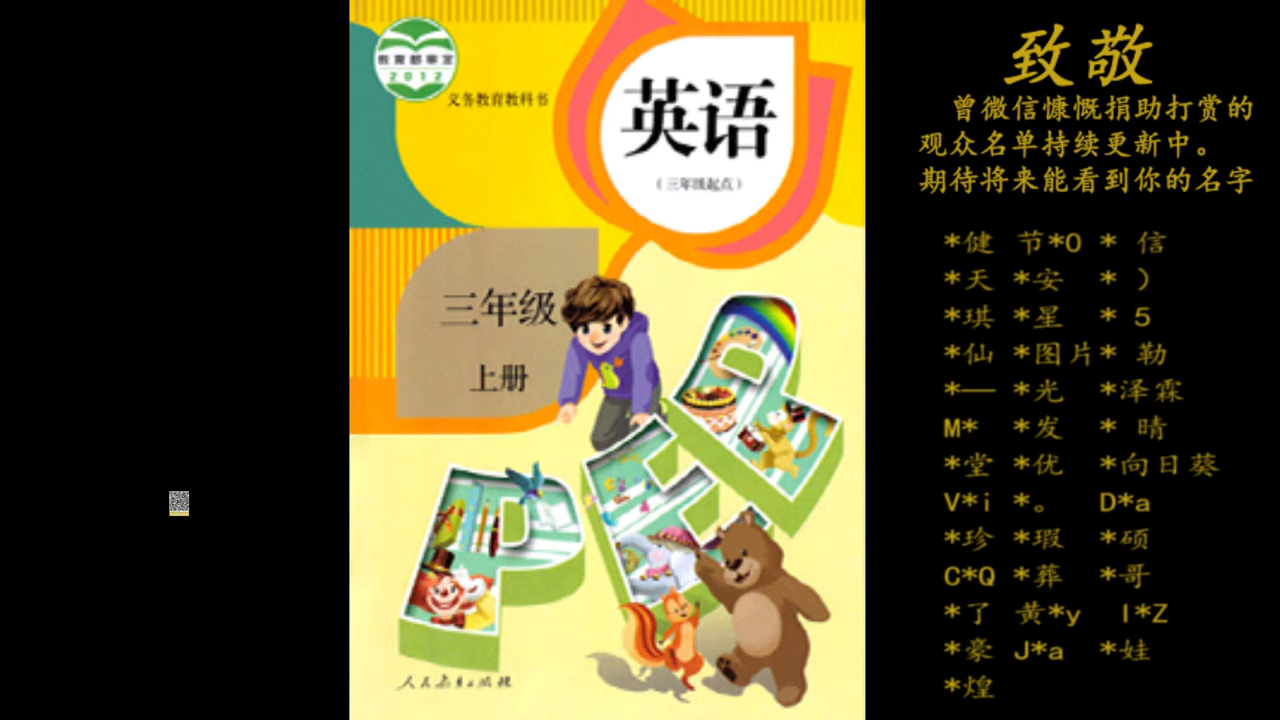 教育部审定
2012
义务教育教科书
英语
（三年级起点）
三年级
上册
PEP
人民教育出版社
致敬
曾微信慷慨捐助打赏的
观众名单持续更新中。
期待将来能看到你的名字
*健 节*O * 信
*天 *安 * ）
*琪 *星 * 5
*仙 *图片* 勒
*一 *光 *泽霖
M* *发 * 晴
*堂 *优 *向日葵
V*i *。 D*a
*珍 *瑕 *硕
C*Q *葬 *哥
*了 黄*y I*Z
*豪 J*a *娃
*煌